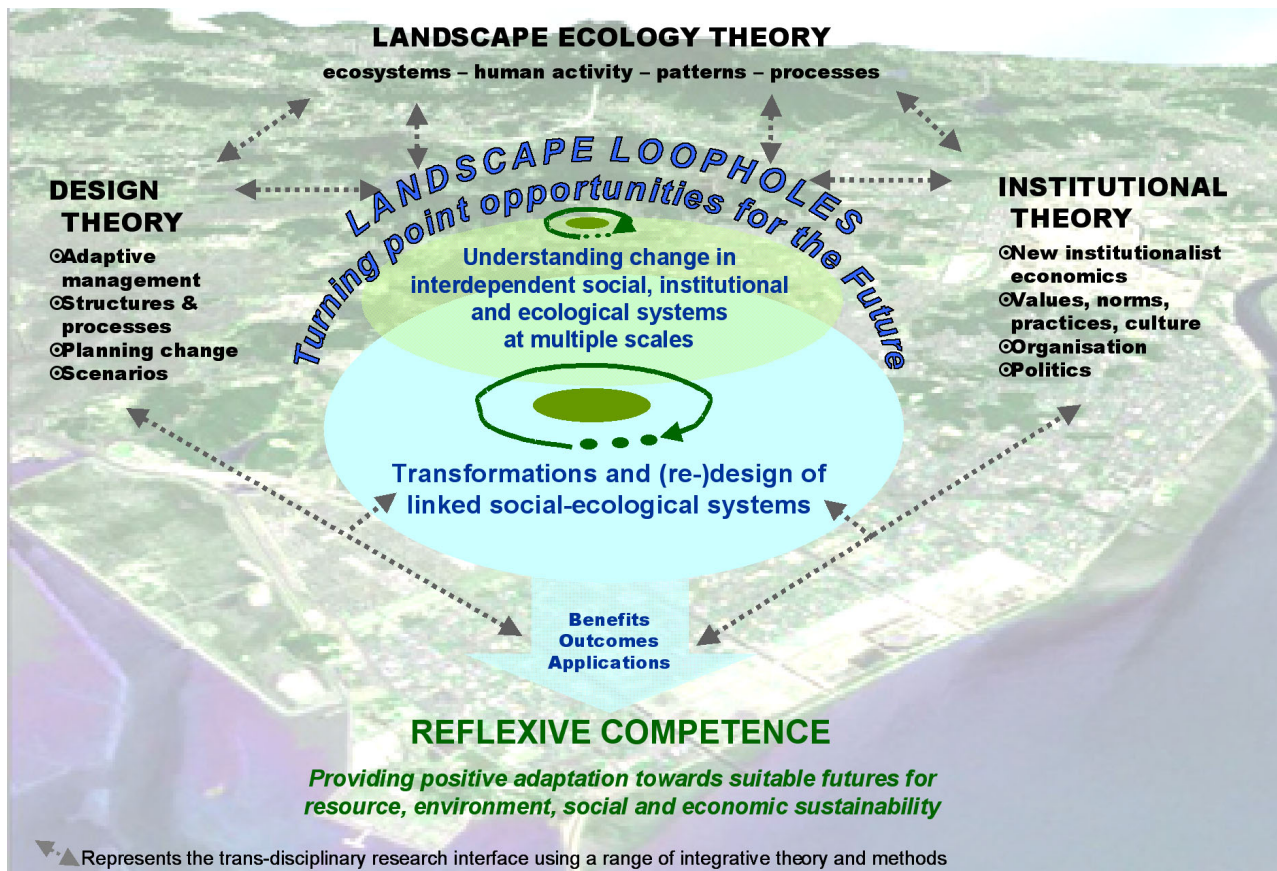 LANDSCAPE ECOLOGY THEORY
ecosystems – human activity – patterns – processes
LANDSCAPE LOOPHOLES
Turning point opportunities for the Future
DESIGN
THEORY
⊙Adaptive
management
⊙Structures &
processes
⊙Planning change
⊙Scenarios
INSTITUTIONAL
THEORY
⊙New institutionalist
economics
⊙Values, norms,
practices, culture
⊙Organisation
⊙Politics
Understanding change in
interdependent social, institutional
and ecological systems
at multiple scales
Transformations and (re-)design of
linked social-ecological systems
Benefits
Outcomes
Applications
REFLEXIVE COMPETENCE
Providing positive adaptation towards suitable futures for
resource, environment, social and economic sustainability
Represents the trans-disciplinary research interface using a range of integrative theory and methods